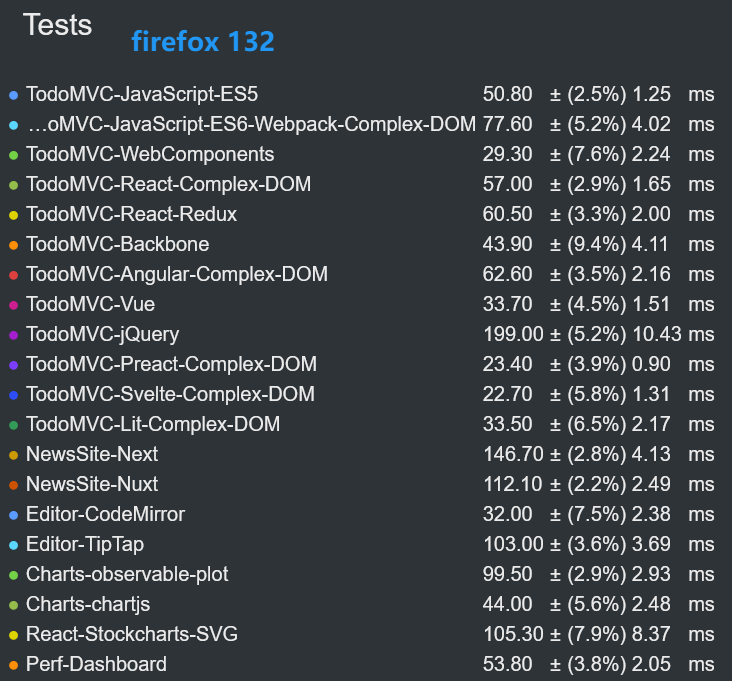 Tests
firefox 132
TodoMVC-JavaScript-ES5 50.80 ± (2.5%) 1.25 ms
...oMVC-JavaScript-ES6-Webpack-Complex-DOM 77.60 ± (5.2%) 4.02 ms
TodoMVC-WebComponents 29.30 ± (7.6%) 2.24 ms
TodoMVC-React-Complex-DOM 57.00 ± (2.9%) 1.65 ms
TodoMVC-React-Redux 60.50 ± (3.3%) 2.00 ms
TodoMVC-Backbone 43.90 ± (9.4%) 4.11 ms
TodoMVC-Angular-Complex-DOM 62.60 ± (3.5%) 2.16 ms
TodoMVC-Vue 33.70 ± (4.5%) 1.51 ms
TodoMVC-jQuery 199.00 ± (5.2%) 10.43 ms
TodoMVC-Preact-Complex-DOM 23.40 ± (3.9%) 0.90 ms
TodoMVC-Svelte-Complex-DOM 22.70 ± (5.8%) 1.31 ms
TodoMVC-Lit-Complex-DOM 33.50 ± (6.5%) 2.17 ms
NewsSite-Next 146.70 ± (2.8%) 4.13 ms
NewsSite-Nuxt 112.10 ± (2.2%) 2.49 ms
Editor-CodeMirror 32.00 ± (7.5%) 2.38 ms
Editor-TipTap 103.00 ± (3.6%) 3.69 ms
Charts-observable-plot 99.50 ± (2.9%) 2.93 ms
Charts-chartjs 44.00 ± (5.6%) 2.48 ms
React-Stockcharts-SVG 105.30 ± (7.9%) 8.37 ms
Perf-Dashboard 53.80 ± (3.8%) 2.05 ms